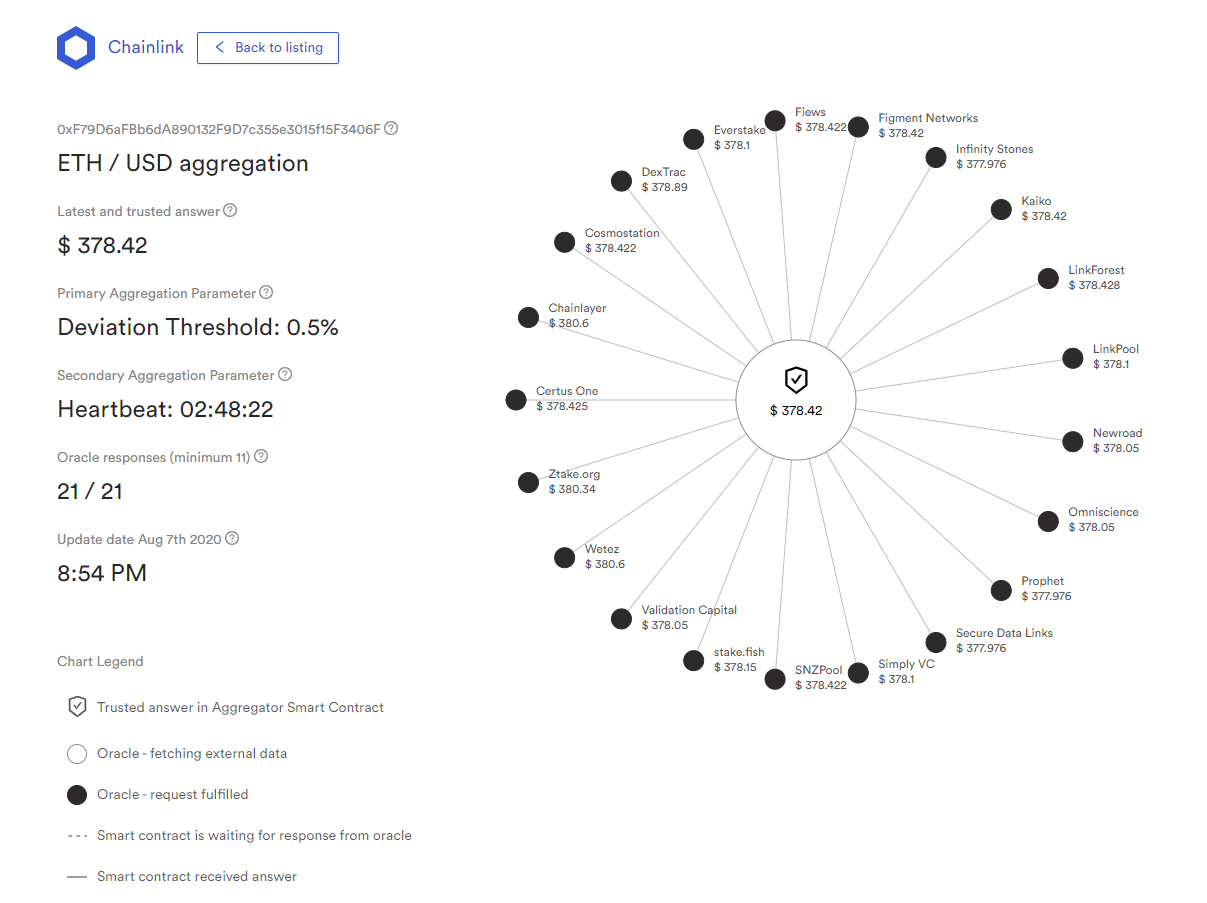 Chainlink
Back to listing
0xF79D6aFBb6dA890132F9D7c355e3015f15F3406F
ETH / USD aggregation
Latest and trusted answer
$ 378.42
Primary Aggregation Parameter
Deviation Threshold: 0.5%
Secondary Aggregation Parameter
Heartbeat: 02:48:22
Oracle responses (minimum 11)
21 / 21
Update date Aug 7th 2020
8:54 PM
Chart Legend
Trusted answer in Aggregator Smart Contract
Oracle - fetching external data
Oracle - request fulfilled
Smart contract is waiting for response from oracle
Smart contract received answer
Fiews
$ 378.422
Figment Networks
$ 378.42
Infinity Stones
$ 377.976
Kaiko
$ 378.42
LinkForest
$ 378.428
LinkPool
$ 378.1
Newroad
$ 378.05
Omniscience
$ 378.05
Prophet
$ 377.976
Secure Data Links
$ 377.976
Simply VC
$ 378.1
SNZPool
$ 378.422
stake.fish
$ 378.15
Validation Capital
$ 378.05
Wetez
$ 380.6
Ztake.org
$ 380.34
Certus One
$ 378.425
Chainlayer
$ 380.6
Cosmostation
$ 378.422
DexTrac
$ 378.89
Everstake
$ 378.1
$ 378.42